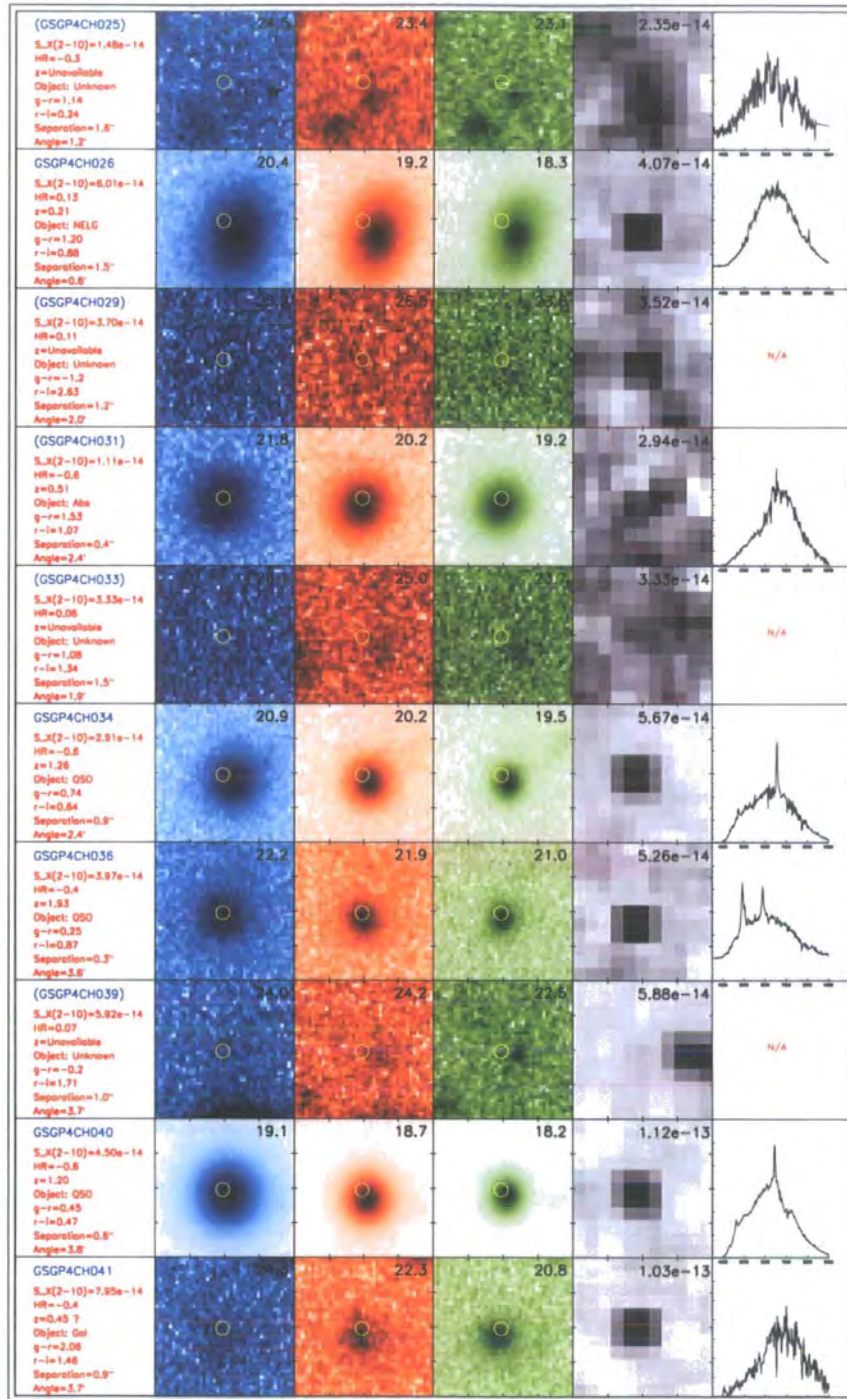 (GSGP4CH025)
S_X(2-10)=1.48e-14
HR=-0.3
z=Unavailable
Object: Unknown
g-r=1.14
r-i=0.24
Separation=1.6"
Angle=1.2'
23.4
23.1
2.35e-14
GSGP4CH026
S_X(2-10)=6.01e-14
HR=0.13
z=0.21
Object: NELG
g-r=1.20
r-i=0.88
Separation=1.5"
Angle=0.6'
20.4
19.2
18.3
4.07e-14
(GSGP4CH029)
S_X(2-10)=3.70e-14
HR=0.11
z=Unavailable
Object: Unknown
g-r=-1.2
r-i=2.63
Separation=1.2"
Angle=2.0'
3.52e-14
N/A
(GSGP4CH031)
S_X(2-10)=1.11e-14
HR=-0.6
z=0.51
Object: Abs
g-r=1.53
r-i=1.07
Separation=0.4"
Angle=2.4'
21.8
20.2
19.2
2.94e-14
(GSGP4CH033)
S_X(2-10)=3.33e-14
HR=0.06
z=Unavailable
Object: Unknown
g-r=1.08
r-i=1.34
Separation=1.5"
Angle=1.9'
25.0
3.33e-14
N/A
GSGP4CH034
S_X(2-10)=2.91e-14
HR=-0.6
z=1.26
Object: QSO
g-r=0.74
r-i=0.64
Separation=0.9"
Angle=2.4'
20.9
20.2
19.5
5.67e-14
GSGP4CH036
S_X(2-10)=3.97e-14
HR=-0.4
z=1.93
Object: QSO
g-r=0.25
r-i=0.87
Separation=0.3"
Angle=3.6'
22.2
21.9
21.0
5.26e-14
(GSGP4CH039)
S_X(2-10)=5.92e-14
HR=0.07
z=Unavailable
Object: Unknown
g-r=-0.2
r-i=1.71
Separation=1.0"
Angle=3.7'
24.0
24.2
22.5
5.88e-14
N/A
GSGP4CH040
S_X(2-10)=4.50e-14
HR=-0.6
z=1.20
Object: QSO
g-r=0.45
r-i=0.47
Separation=0.8"
Angle=3.8'
19.1
18.7
18.2
1.12e-13
GSGP4CH041
S_X(2-10)=7.95e-14
HR=-0.4
z=0.45 ?
Object: Gal
g-r=2.08
r-i=1.46
Separation=0.9"
Angle=3.7'
22.3
20.8
1.03e-13